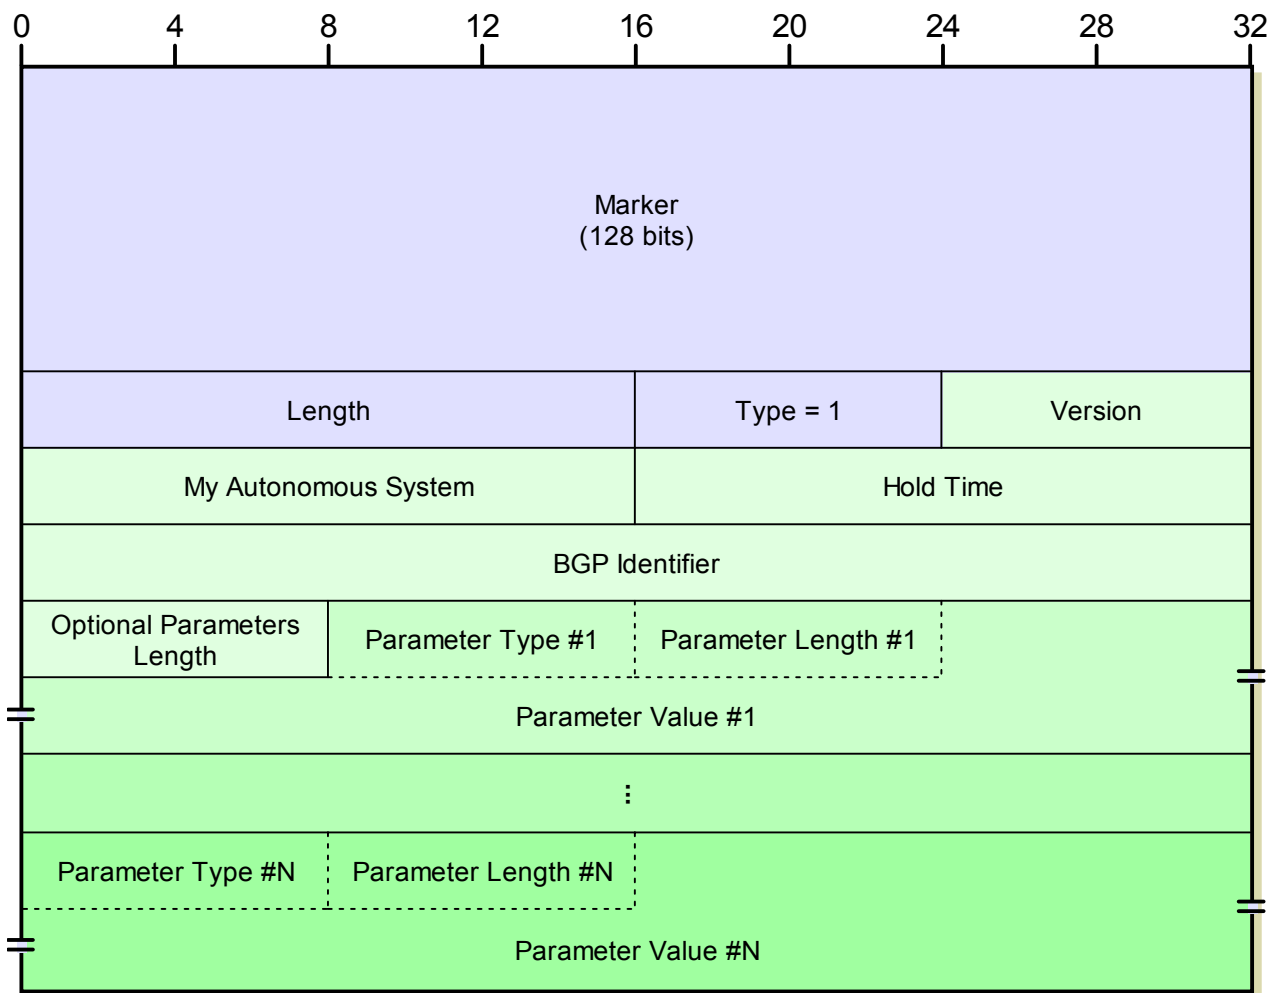 0 4 8 12 16 20 24 28 32
Marker
(128 bits)
Length Type = 1 Version
My Autonomous System Hold Time
BGP Identifier
Optional Parameters
Length
Parameter Type #1 Parameter Length #1
Parameter Value #1
...
Parameter Type #N Parameter Length #N
Parameter Value #N